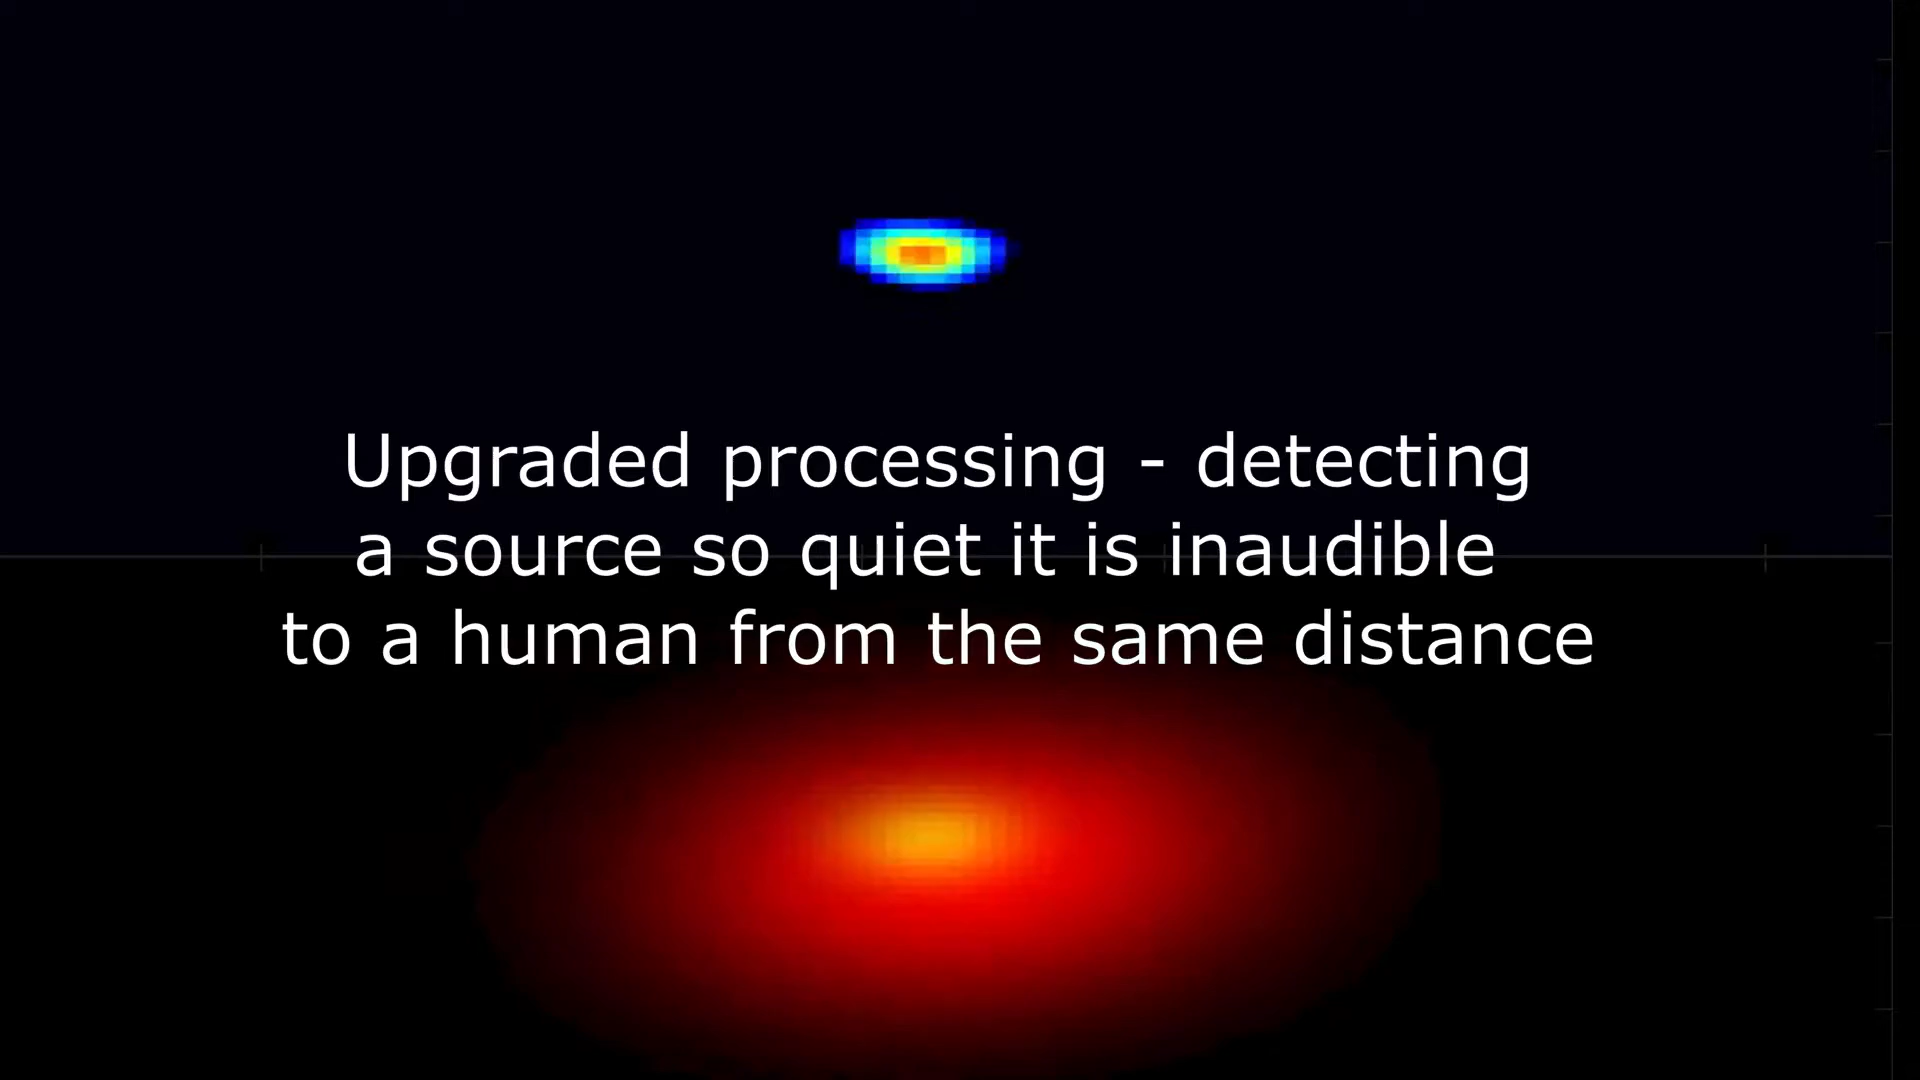 Upgraded processing - detecting
a source so quiet it is inaudible
to a human from the same distance